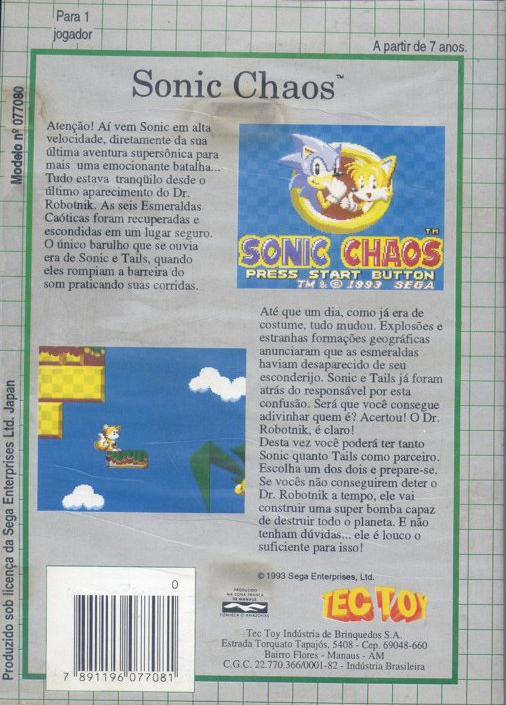 Para 1
jogador
A partir de 7 anos.
Modelo nº 077080
Sonic Chaos™
Atenção! Aí vem Sonic em alta
velocidade, diretamente da sua
última aventura supersônica para
mais uma emocionante batalha...
Tudo estava tranqüilo desde o
último aparecimento do Dr.
Robotnik. As seis Esmeraldas
Caóticas foram recuperadas e
escondidas em um lugar seguro.
O único barulho que se ouvia
era de Sonic e Tails, quando
eles rompiam a barreira do
som praticando suas corridas.
SONIC CHAOS™
PRESS START BUTTON
TM & © 1993 SEGA
Até que um dia, como já era de
costume, tudo mudou. Explosões e
estranhas formações geográficas
anunciaram que as esmeraldas
haviam desaparecido de seu
esconderijo. Sonic e Tails já foram
atrás do responsável por esta
confusão. Será que você consegue
adivinhar quem é? Acertou! O Dr.
Robotnik, é claro!
Desta vez você poderá ter tanto
Sonic quanto Tails como parceiro.
Escolha um dos dois e prepare-se.
Se vocês não conseguirem deter o
Dr. Robotnik a tempo, ele vai
construir uma super bomba capaz
de destruir todo o planeta. E não
tenham dúvidas... ele é louco o
suficiente para isso!
Produzido sob licença da Sega Enterprises Ltd. Japan
© 1993 Sega Enterprises, Ltd.
0
7 891196 077081
PRODUZIDO
NA ZONA FRANCA
DE MANAUS
CONHEÇA O AMAZONAS
TEC TOY
Tec Toy Indústria de Brinquedos S.A.
Estrada Torquato Tapajós, 5408 - Cep. 69048-660
Bairro Flores - Manaus - AM
C.G.C. 22.770.366/0001-82 - Indústria Brasileira